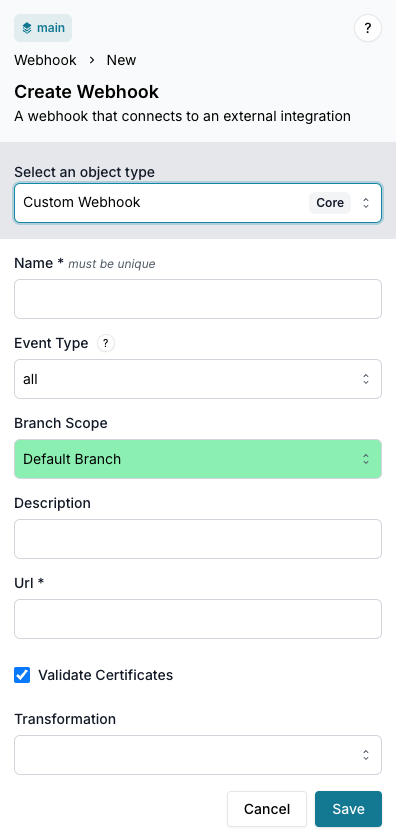 main
?
Webhook > New
Create Webhook
A webhook that connects to an external integration
Select an object type
Custom Webhook Core
Name * must be unique
Event Type ?
all
Branch Scope
Default Branch
Description
Url *
Validate Certificates
Transformation
Cancel Save